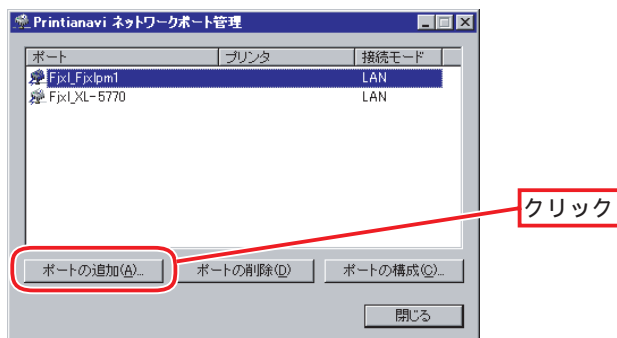 Printianavi ネットワークポート管理
ポート プリンタ 接続モード
Fjxl_Fjxlpm1 LAN
Fjxl_XL-5770 LAN
クリック
ポートの追加(A)... ポートの削除(D) ポートの構成(C)...
閉じる